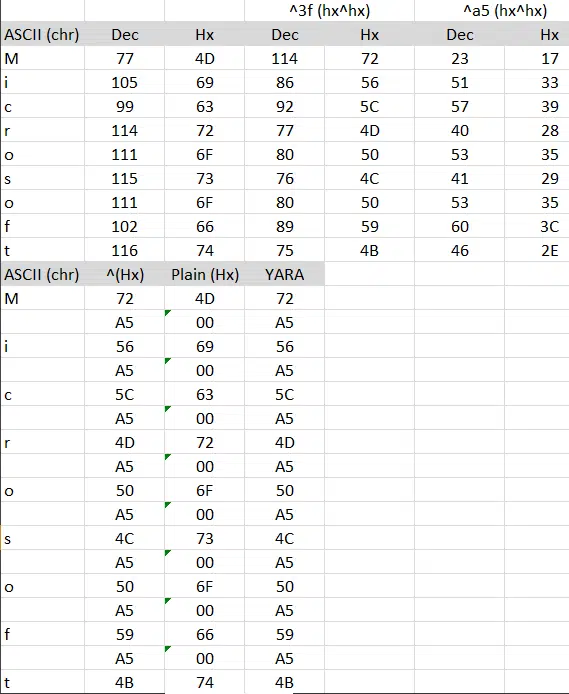 ^3f (hx^hx) ^a5 (hx^hx)
ASCII (chr) Dec Hx Dec Hx Dec Hx
M 77 4D 114 72 23 17
i 105 69 86 56 51 33
c 99 63 92 5C 57 39
r 114 72 77 4D 40 28
o 111 6F 80 50 53 35
s 115 73 76 4C 41 29
o 111 6F 80 50 53 35
f 102 66 89 59 60 3C
t 116 74 75 4B 46 2E
ASCII (chr) ^(Hx) Plain (Hx) YARA
M 72 4D 72
A5 00 A5
i 56 69 56
A5 00 A5
c 5C 63 5C
A5 00 A5
r 4D 72 4D
A5 00 A5
o 50 6F 50
A5 00 A5
s 4C 73 4C
A5 00 A5
o 50 6F 50
A5 00 A5
f 59 66 59
A5 00 A5
t 4B 74 4B